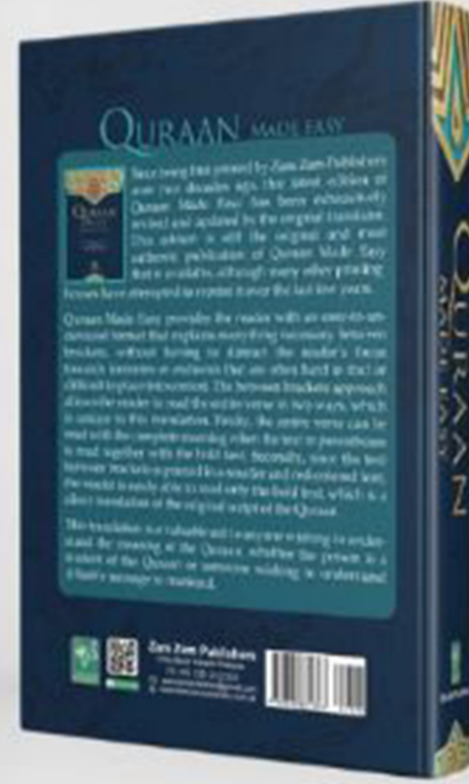 QURAAN MADE EASY
Since being first printed by Zam Zam Publishers
over two decades ago, this latest edition of
Quraan Made Easy has been extensively
revised and updated by the original translator.
This edition is still the original and most
authentic publication of Quraan Made Easy
that is available, although many other printing
houses have attempted to reprint it over the last few years.
Quraan Made Easy provides the reader with an easy-to-un-
derstand format that explains everything necessary between
brackets, without having to distract the reader's focus
towards footnotes or endnotes that are often hard to find or
difficult to place into context. The between brackets approach
allows the reader to read the entire verse in two ways, which
is unique to this translation. Firstly, the entire verse can be
read with the complete meaning when the text in parentheses
is read together with the bold text. Secondly, since the text
between brackets is printed in a smaller and
the reader is easily able to read only the bold text, which is a
translation of the original script of the Quraan.
This translation is a valuable aid to anyone wishing to under-
stand the meaning of the Quraan, whether the person is a
student of the Quraan or someone wishing to understand
Allaah's message to mankind.
Zam Zam Publishers
QURAAN
MADE EASY